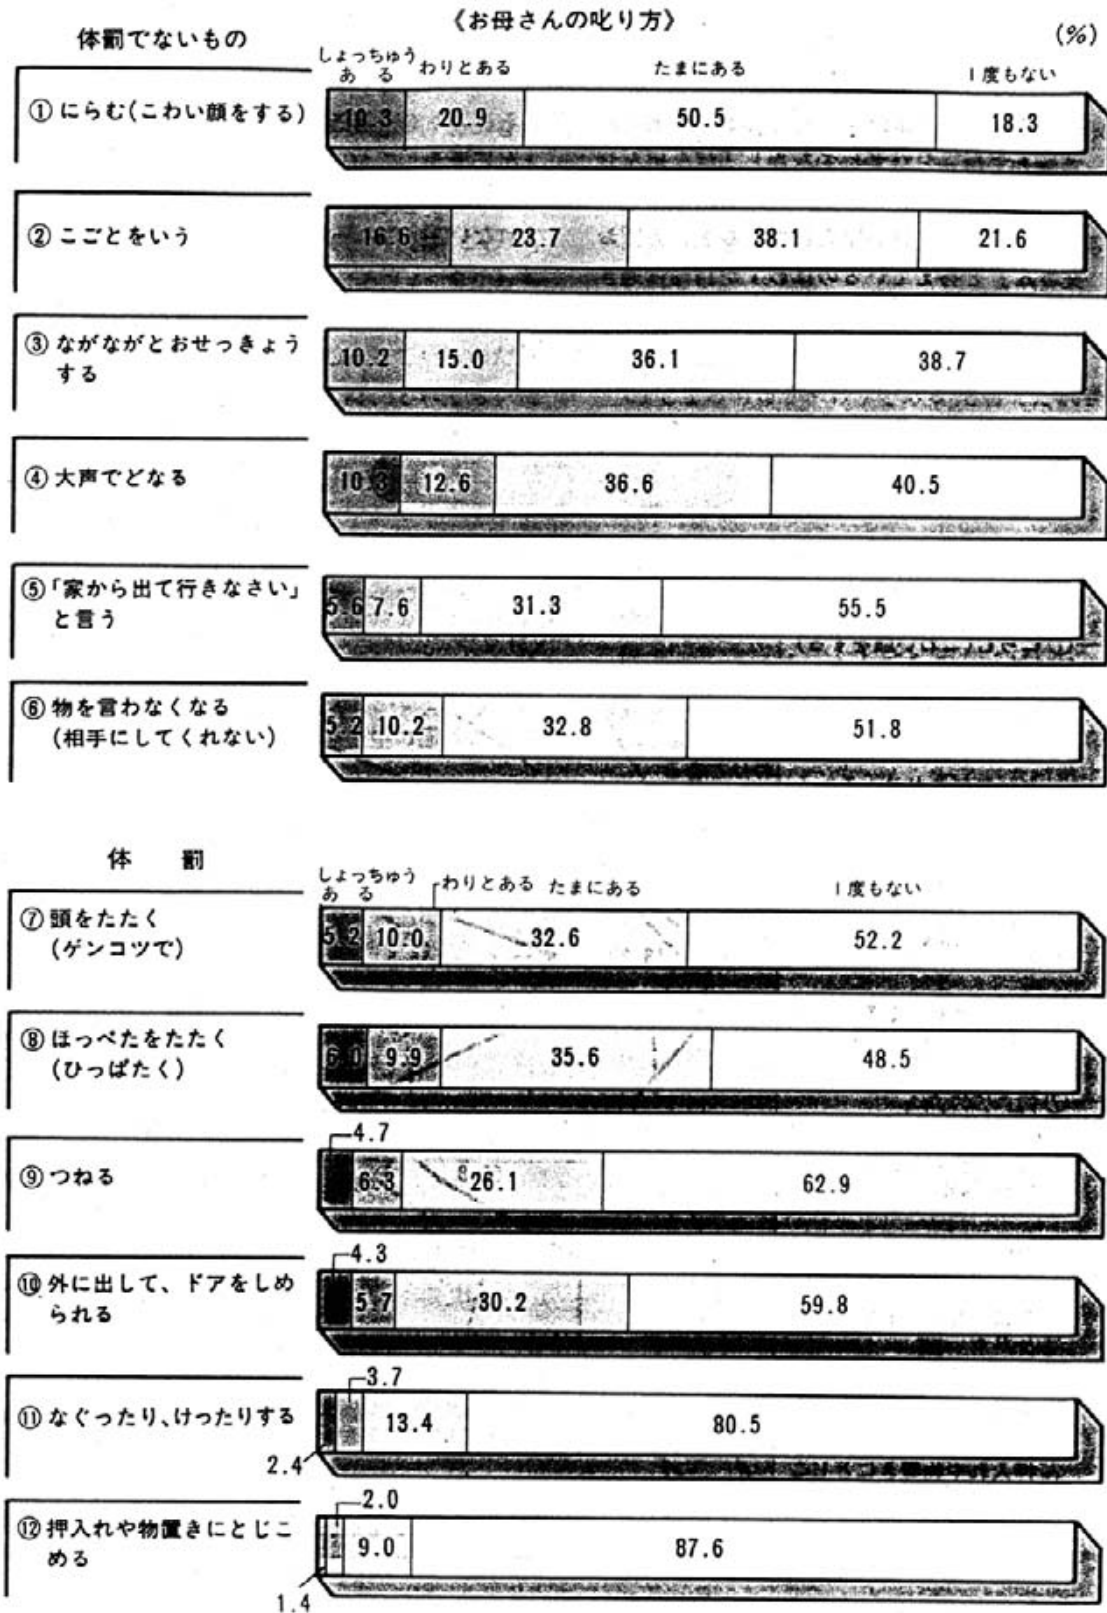 《お母さんの叱り方》
(%)
体罰でないもの
しょっちゅうある わりとある たまにある 1度もない
① にらむ(こわい顔をする) 10.3 20.9 50.5 18.3
② こごとをいう 16.6 23.7 38.1 21.6
③ ながながとおせっきょう
する 10.2 15.0 36.1 38.7
④ 大声でどなる 10.3 12.6 36.6 40.5
⑤「家から出て行きなさい」
と言う 5.6 7.6 31.3 55.5
⑥ 物を言わなくなる
(相手にしてくれない) 5.2 10.2 32.8 51.8
体 罰
しょっちゅうある わりとある たまにある 1度もない
⑦ 頭をたたく
(ゲンコツで) 5.2 10.0 32.6 52.2
⑧ ほっぺたをたたく
(ひっぱたく) 6.0 9.9 35.6 48.5
⑨ つねる 4.7 6.3 26.1 62.9
⑩ 外に出して、ドアをしめ
られる 4.3 5.7 30.2 59.8
⑪ なぐったり、けったりする 2.4 3.7 13.4 80.5
⑫ 押入れや物置きにとじこ
める 1.4 2.0 9.0 87.6